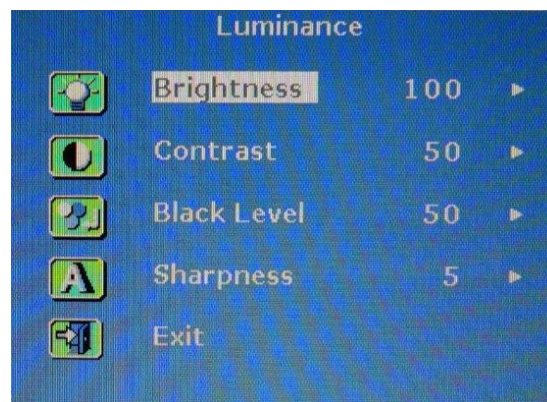 Luminance
Brightness 100
Contrast 50
Black Level 50
Sharpness 5
Exit